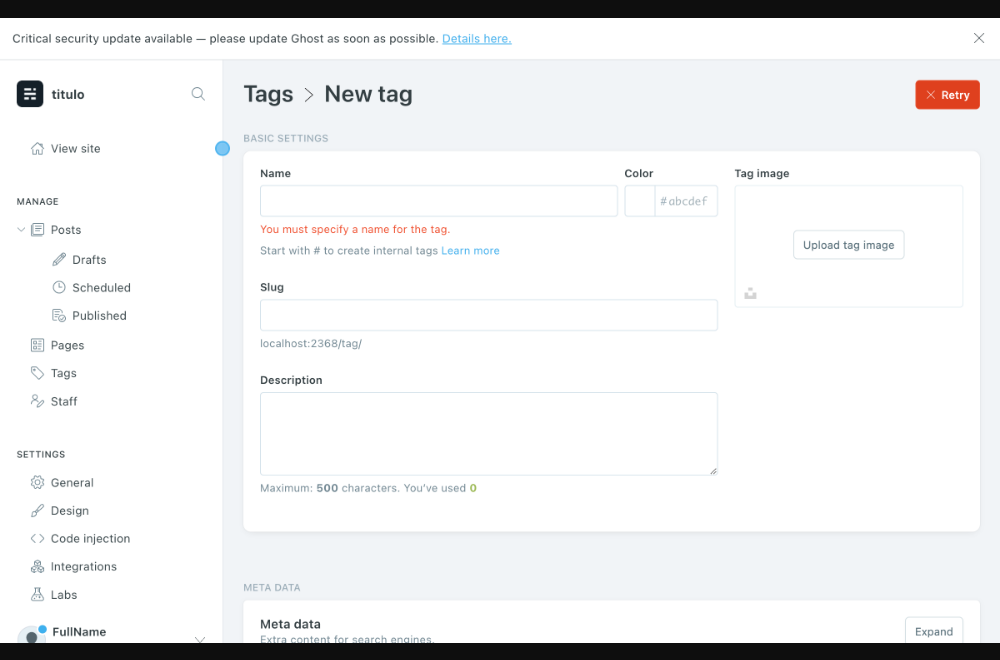 Critical security update available — please update Ghost as soon as possible. Details here.
titulo
View site
MANAGE
Posts
Drafts
Scheduled
Published
Pages
Tags
Staff
SETTINGS
General
Design
Code injection
Integrations
Labs
FullName
Tags > New tag
Retry
BASIC SETTINGS
Name
Color
#abcdef
You must specify a name for the tag.
Start with # to create internal tags Learn more
Slug
localhost:2368/tag/
Description
Maximum: 500 characters. You've used 0
Tag image
Upload tag image
META DATA
Meta data
Extra content for search engines.
Expand